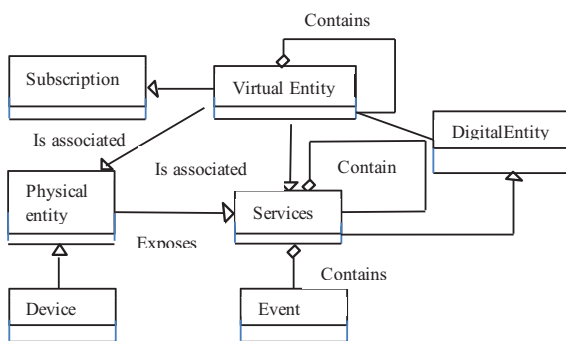 Contains
Subscription
Virtual Entity
DigitalEntity
Is associated
Is associated
Contain
Physical
entity
Services
Exposes
Contains
Device
Event